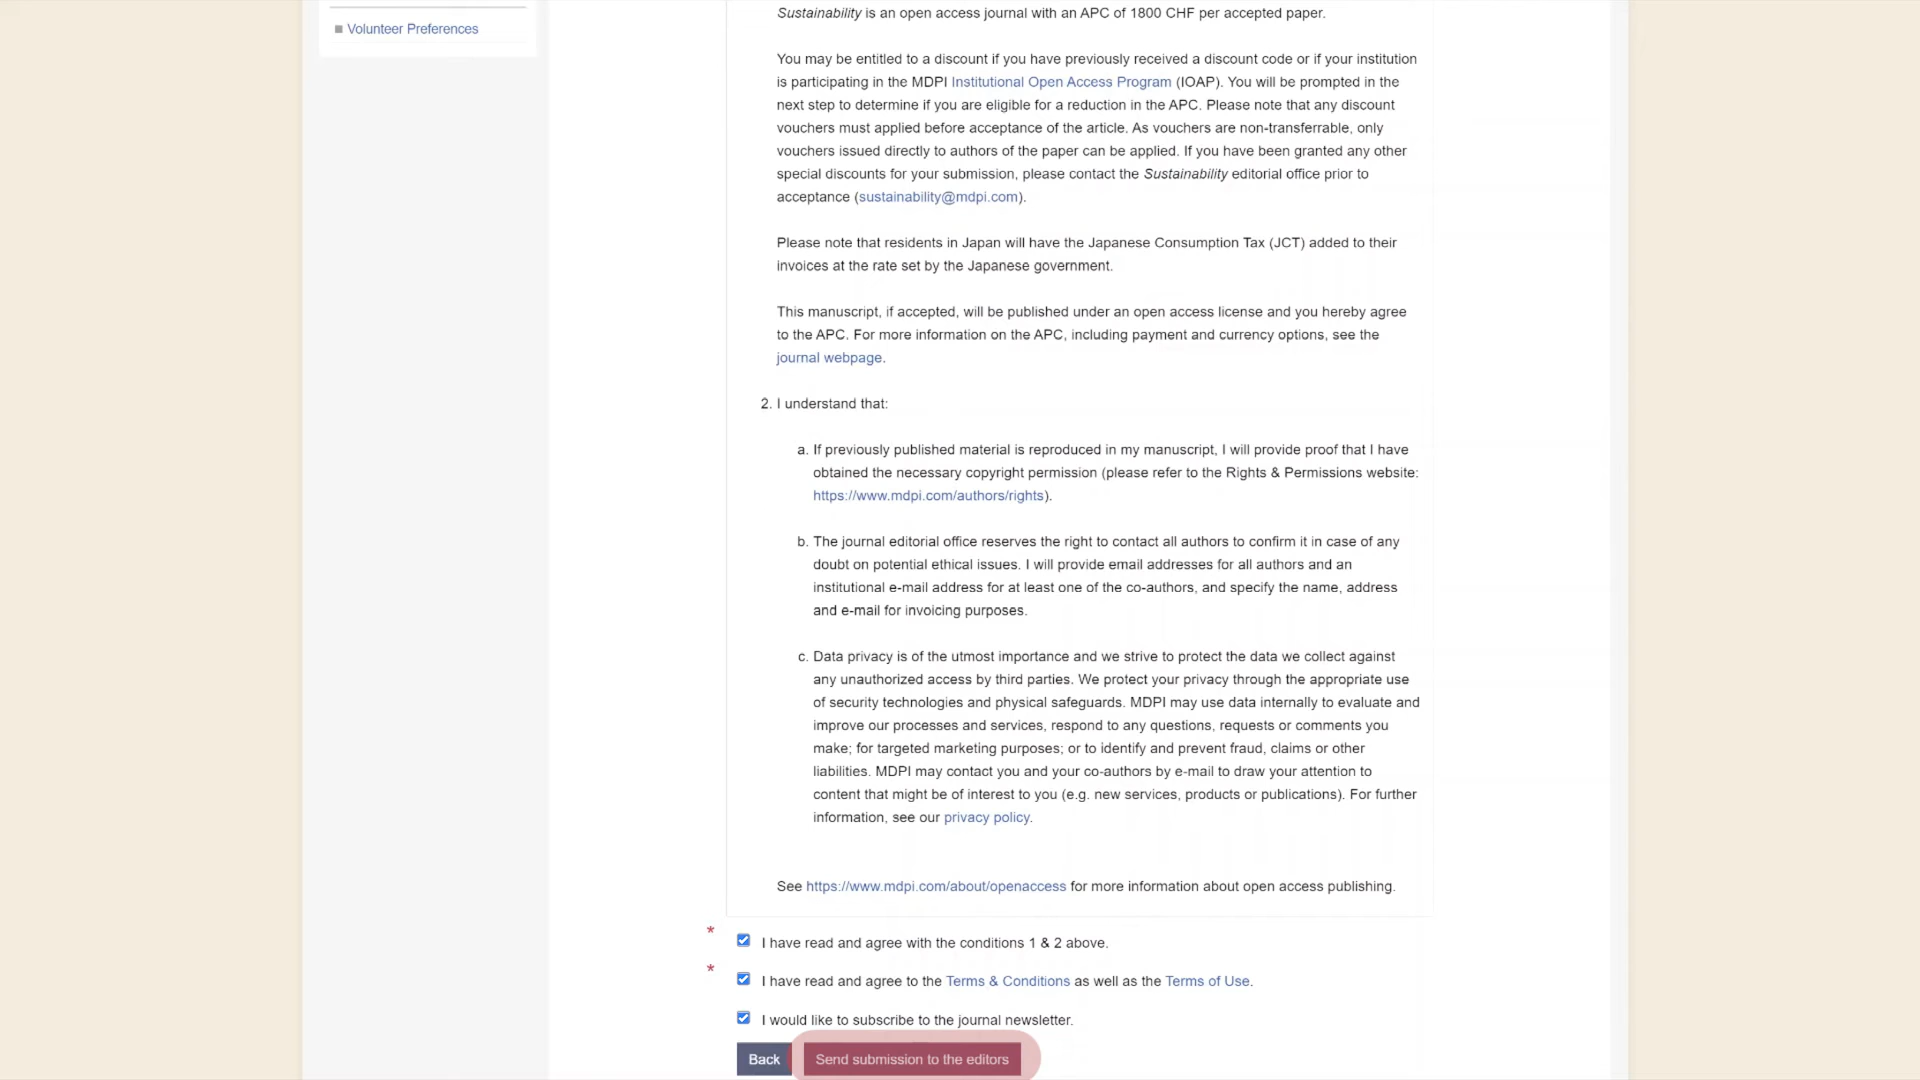 Volunteer Preferences
Sustainability is an open access journal with an APC of 1800 CHF per accepted paper.
You may be entitled to a discount if you have previously received a discount code or if your institution
is participating in the MDPI Institutional Open Access Program (IOAP). You will be prompted in the
next step to determine if you are eligible for a reduction in the APC. Please note that any discount
vouchers must applied before acceptance of the article. As vouchers are non-transferrable, only
vouchers issued directly to authors of the paper can be applied. If you have been granted any other
special discounts for your submission, please contact the Sustainability editorial office prior to
acceptance (sustainability@mdpi.com).
Please note that residents in Japan will have the Japanese Consumption Tax (JCT) added to their
invoices at the rate set by the Japanese government.
This manuscript, if accepted, will be published under an open access license and you hereby agree
to the APC. For more information on the APC, including payment and currency options, see the
journal webpage.
2. I understand that:
a. If previously published material is reproduced in my manuscript, I will provide proof that I have
obtained the necessary copyright permission (please refer to the Rights & Permissions website:
https://www.mdpi.com/authors/rights).
b. The journal editorial office reserves the right to contact all authors to confirm it in case of any
doubt on potential ethical issues. I will provide email addresses for all authors and an
institutional e-mail address for at least one of the co-authors, and specify the name, address
and e-mail for invoicing purposes.
c. Data privacy is of the utmost importance and we strive to protect the data we collect against
any unauthorized access by third parties. We protect your privacy through the appropriate use
of security technologies and physical safeguards. MDPI may use data internally to evaluate and
improve our processes and services, respond to any questions, requests or comments you
make; for targeted marketing purposes; or to identify and prevent fraud, claims or other
liabilities. MDPI may contact you and your co-authors by e-mail to draw your attention to
content that might be of interest to you (e.g. new services, products or publications). For further
information, see our privacy policy.
See https://www.mdpi.com/about/openaccess for more information about open access publishing.
* I have read and agree with the conditions 1 & 2 above.
* I have read and agree to the Terms & Conditions as well as the Terms of Use.
I would like to subscribe to the journal newsletter.
Back Send submission to the editors